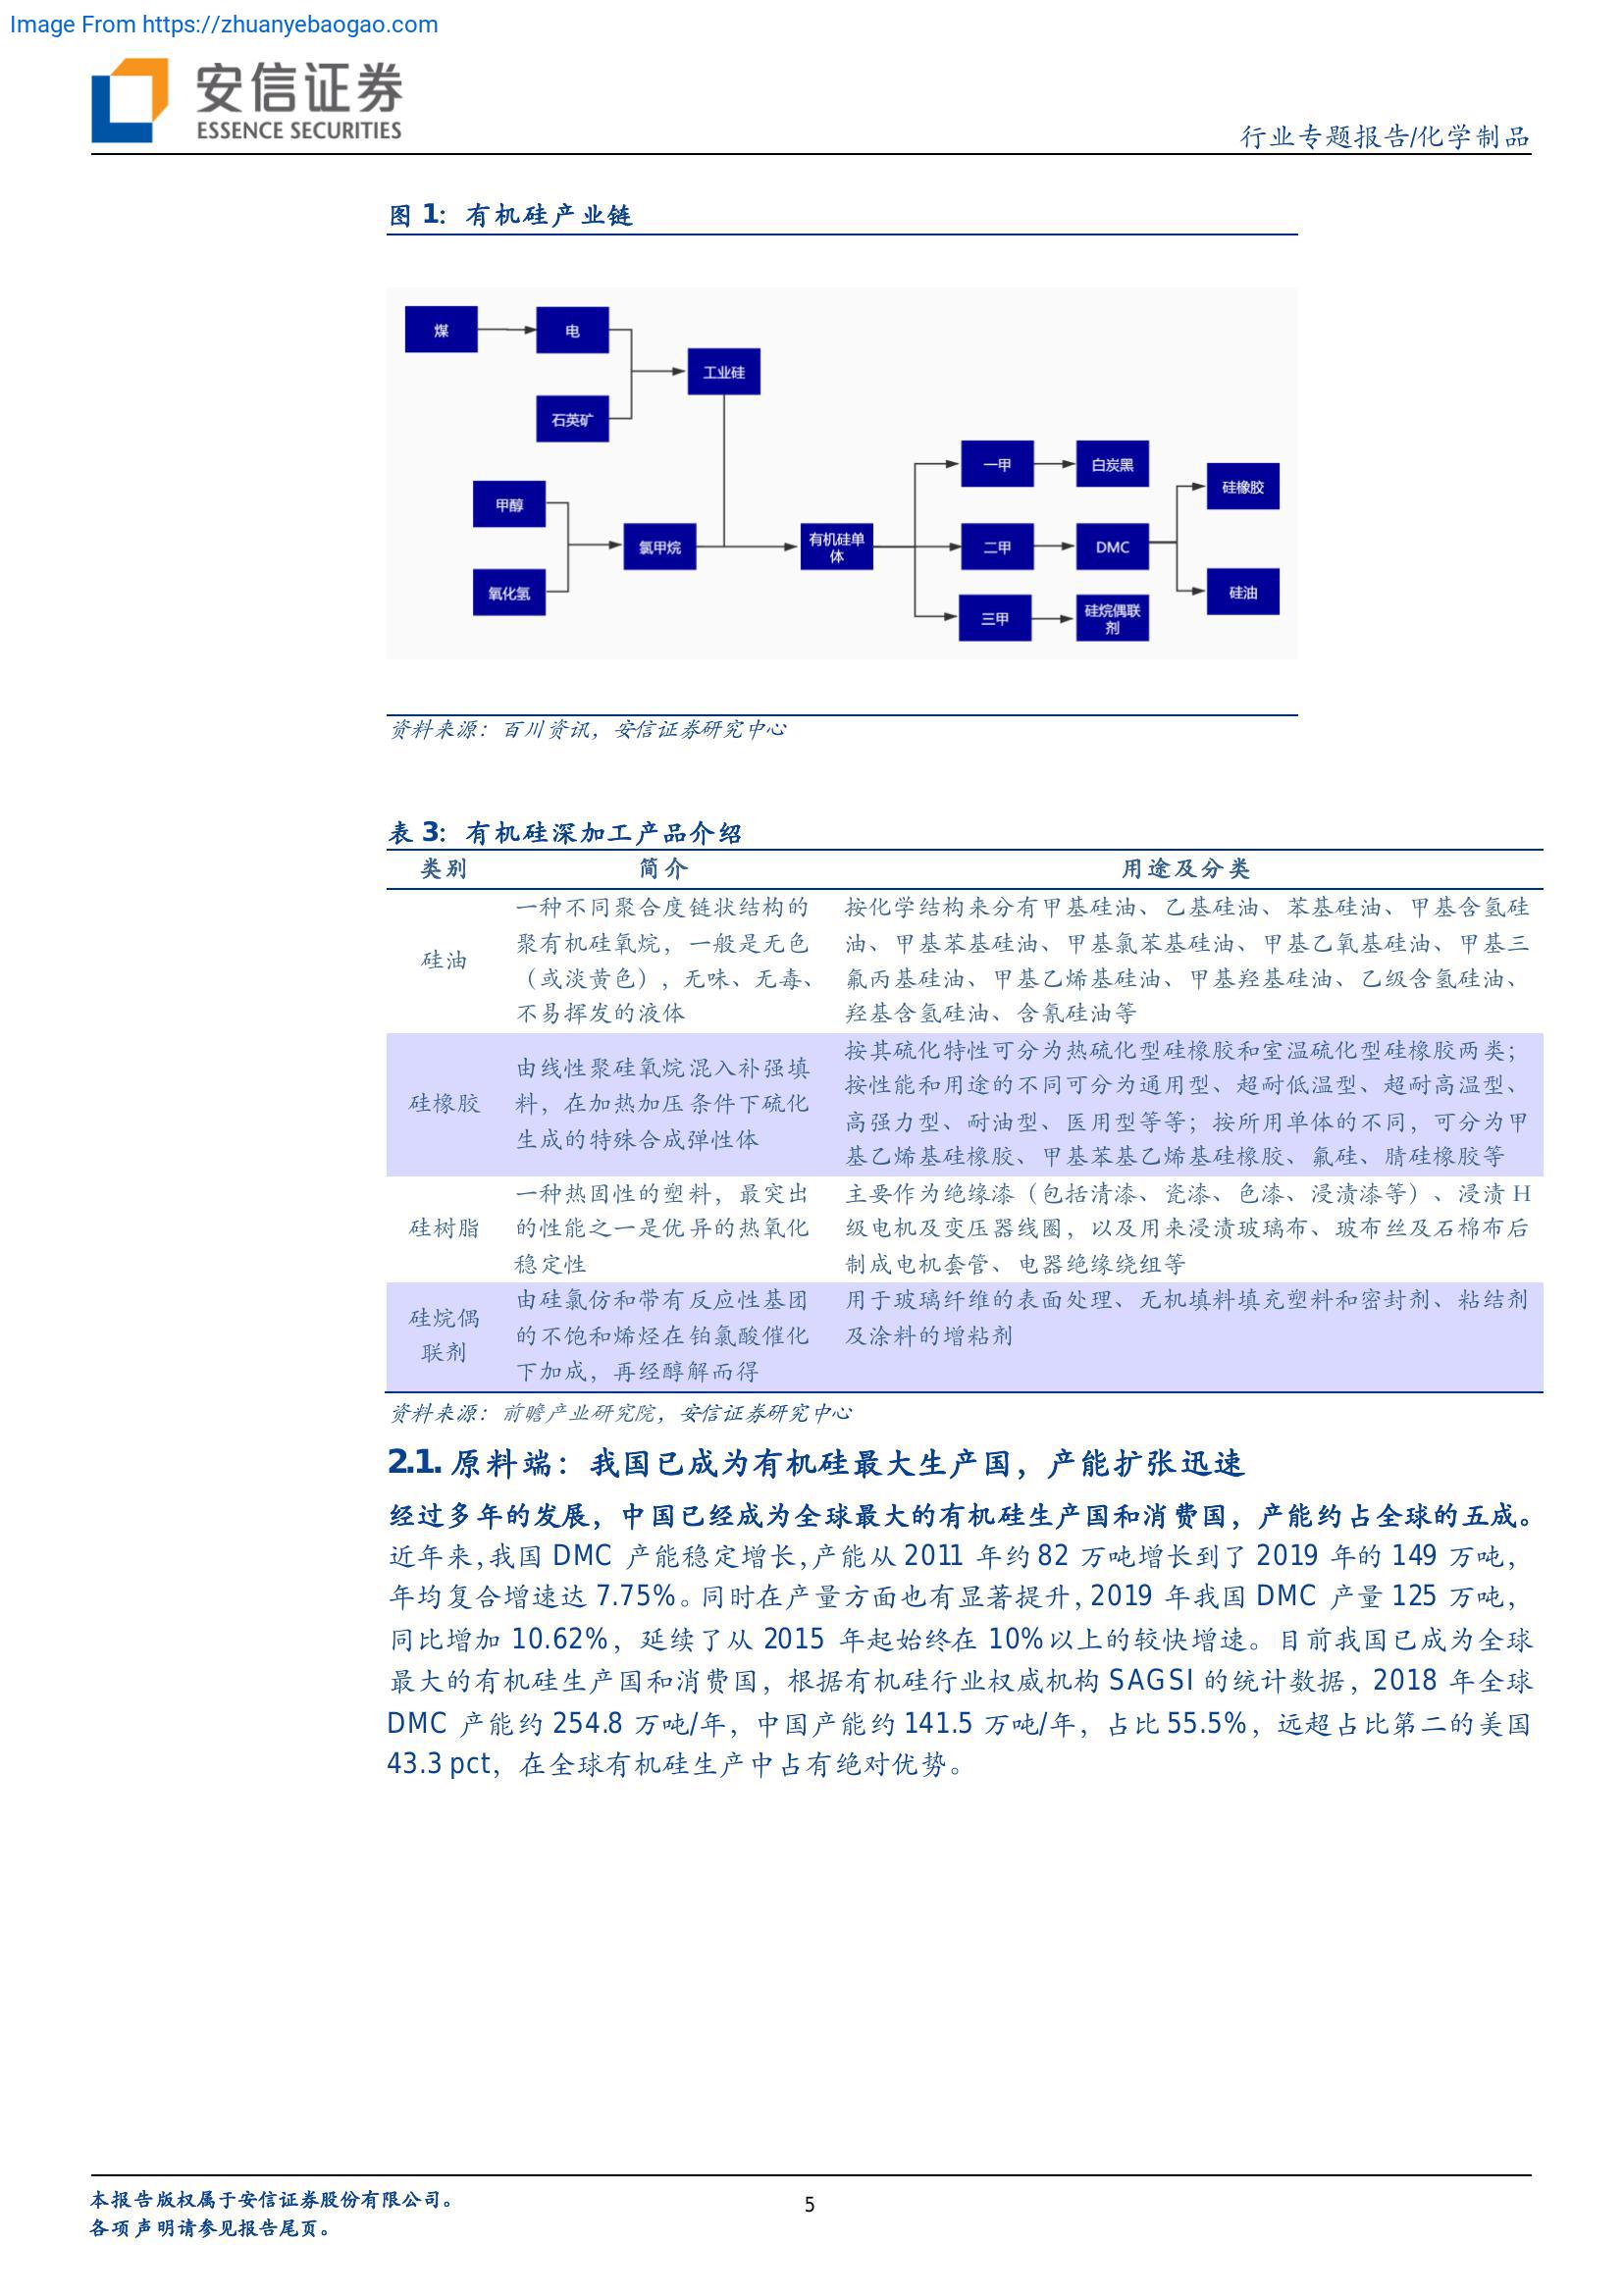 Image From https://zhuanyebaogao.com
安信证券
ESSENCE SECURITIES
行业专题报告/化学制品
图 1：有机硅产业链
煤
电
工业硅
石英矿
甲醇
氯甲烷
氧化氢
有机硅单
体
一甲
白炭黑
硅橡胶
二甲
DMC
硅油
三甲
硅烷偶联
剂
资料来源：百川资讯，安信证券研究中心
表 3：有机硅深加工产品介绍
类别 简介 用途及分类
硅油
一种不同聚合度链状结构的
聚有机硅氧烷，一般是无色
（或淡黄色），无味、无毒、
不易挥发的液体
按化学结构来分有甲基硅油、乙基硅油、苯基硅油、甲基含氢硅
油、甲基苯基硅油、甲基氯苯基硅油、甲基乙氧基硅油、甲基三
氟丙基硅油、甲基乙烯基硅油、甲基羟基硅油、乙级含氢硅油、
羟基含氢硅油、含氰硅油等
硅橡胶
由线性聚硅氧烷混入补强填
料，在加热加压条件下硫化
生成的特殊合成弹性体
按其硫化特性可分为热硫化型硅橡胶和室温硫化型硅橡胶两类；
按性能和用途的不同可分为通用型、超耐低温型、超耐高温型、
高强力型、耐油型、医用型等等；按所用单体的不同，可分为甲
基乙烯基硅橡胶、甲基苯基乙烯基硅橡胶、氟硅、腈硅橡胶等
硅树脂
一种热固性的塑料，最突出
的性能之一是优异的热氧化
稳定性
主要作为绝缘漆（包括清漆、瓷漆、色漆、浸渍漆等）、浸渍 H
级电机及变压器线圈，以及用来浸渍玻璃布、玻布丝及石棉布后
制成电机套管、电器绝缘绕组等
硅烷偶
联剂
由硅氯仿和带有反应性基团
的不饱和烯烃在铂氯酸催化
下加成，再经醇解而得
用于玻璃纤维的表面处理、无机填料填充塑料和密封剂、粘结剂
及涂料的增粘剂
资料来源：前瞻产业研究院，安信证券研究中心
2.1. 原料端：我国已成为有机硅最大生产国，产能扩张迅速
经过多年的发展，中国已经成为全球最大的有机硅生产国和消费国，产能约占全球的五成。
近年来，我国 DMC 产能稳定增长，产能从 2011 年约 82 万吨增长到了 2019 年的 149 万吨，
年均复合增速达 7.75%。同时在产量方面也有显著提升，2019 年我国 DMC 产量 125 万吨，
同比增加 10.62%，延续了从 2015 年起始终在 10%以上的较快增速。目前我国已成为全球
最大的有机硅生产国和消费国，根据有机硅行业权威机构 SAGSI 的统计数据，2018 年全球
DMC 产能约 254.8 万吨/年，中国产能约 141.5 万吨/年，占比 55.5%，远超占比第二的美国
43.3 pct，在全球有机硅生产中占有绝对优势。
本报告版权属于安信证券股份有限公司。
各项声明请参见报告尾页。
5